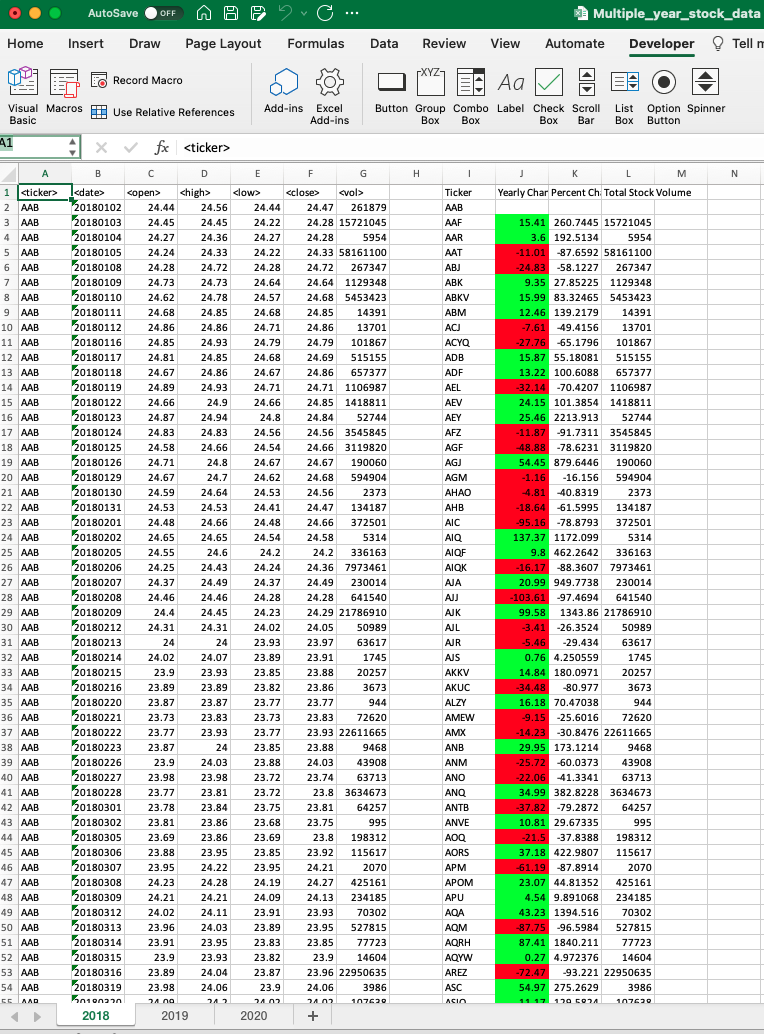 AutoSave OFF Multiple_year_stock_data
Home Insert Draw Page Layout Formulas Data Review View Automate Developer Tell m
Visual Basic Macros Record Macro Use Relative References Add-ins Excel Add-ins Button Group Box Combo Box Label Check Box Scroll Bar List Box Option Button Spinner
A1 fx <ticker>
A B C D E F G H I J K L M N
1 <ticker> <date> <open> <high> <low> <close> <vol> Ticker Yearly Char Percent Ch Total Stock Volume
2 AAB 20180102 24.44 24.56 24.44 24.47 261879 AAB
3 AAB 20180103 24.45 24.45 24.22 24.28 15721045 AAF 15.41 260.7445 15721045
4 AAB 20180104 24.27 24.36 24.27 24.28 5954 AAR 3.6 192.5134 5954
5 AAB 20180105 24.24 24.33 24.22 24.33 58161100 AAT -11.01 -87.6592 58161100
6 AAB 20180108 24.28 24.72 24.28 24.72 267347 ABJ -24.83 -58.1227 267347
7 AAB 20180109 24.73 24.73 24.64 24.64 1129348 ABK 9.35 27.85225 1129348
8 AAB 20180110 24.62 24.78 24.57 24.68 5453423 ABKV 15.99 83.32465 5453423
9 AAB 20180111 24.68 24.85 24.68 24.85 14391 ABM 12.46 139.2179 14391
10 AAB 20180112 24.86 24.86 24.71 24.86 13701 ACJ -7.61 -49.4156 13701
11 AAB 20180116 24.85 24.93 24.79 24.79 101867 ACYQ -27.76 -65.1796 101867
12 AAB 20180117 24.81 24.85 24.68 24.69 515155 ADB 15.87 55.18081 515155
13 AAB 20180118 24.67 24.86 24.67 24.86 657377 ADF 13.22 100.6088 657377
14 AAB 20180119 24.89 24.93 24.71 24.71 1106987 AEL -32.14 -70.4207 1106987
15 AAB 20180122 24.66 24.9 24.66 24.85 1418811 AEV 24.15 101.3854 1418811
16 AAB 20180123 24.87 24.94 24.8 24.84 52744 AEY 25.46 2213.913 52744
17 AAB 20180124 24.83 24.83 24.56 24.56 3545845 AFZ -11.87 -91.7311 3545845
18 AAB 20180125 24.58 24.66 24.54 24.66 3119820 AGF -48.88 -78.6231 3119820
19 AAB 20180126 24.71 24.8 24.67 24.67 190060 AGJ 54.45 879.6446 190060
20 AAB 20180129 24.67 24.7 24.62 24.68 594904 AGM -1.16 -16.156 594904
21 AAB 20180130 24.59 24.64 24.53 24.56 2373 AHAO -4.81 -40.8319 2373
22 AAB 20180131 24.53 24.53 24.41 24.47 134187 AHB -18.64 -61.5995 134187
23 AAB 20180201 24.48 24.66 24.48 24.66 372501 AIC -95.16 -78.8793 372501
24 AAB 20180202 24.65 24.65 24.54 24.58 5314 AIQ 137.37 1172.099 5314
25 AAB 20180205 24.55 24.6 24.2 24.2 336163 AIQF 9.8 462.2642 336163
26 AAB 20180206 24.25 24.43 24.24 24.36 7973461 AIQK -16.17 -88.3607 7973461
27 AAB 20180207 24.37 24.49 24.37 24.49 230014 AJA 20.99 949.7738 230014
28 AAB 20180208 24.46 24.46 24.28 24.28 641540 AJJ -103.61 -97.4694 641540
29 AAB 20180209 24.4 24.45 24.23 24.29 21786910 AJK 99.58 1343.86 21786910
30 AAB 20180212 24.31 24.31 24.02 24.05 50989 AJL -3.41 -26.3524 50989
31 AAB 20180213 24 24 23.93 23.97 63617 AJR -5.46 -29.434 63617
32 AAB 20180214 24.02 24.07 23.89 23.91 1745 AJS 0.76 4.250559 1745
33 AAB 20180215 23.9 23.93 23.85 23.88 20257 AKKV 14.84 180.0971 20257
34 AAB 20180216 23.89 23.89 23.82 23.86 3673 AKUC -34.48 -80.977 3673
35 AAB 20180220 23.87 23.87 23.77 23.77 944 ALZY 16.18 70.47038 944
36 AAB 20180221 23.73 23.83 23.73 23.83 72620 AMEW -9.15 -25.6016 72620
37 AAB 20180222 23.77 23.93 23.77 23.93 22611665 AMX -14.23 -30.8476 22611665
38 AAB 20180223 23.87 24 23.85 23.88 9468 ANB 29.95 173.1214 9468
39 AAB 20180226 23.9 24.03 23.88 24.03 43908 ANM -25.72 -60.0373 43908
40 AAB 20180227 23.98 23.98 23.72 23.74 63713 ANO -22.06 -41.3341 63713
41 AAB 20180228 23.77 23.81 23.72 23.8 3634673 ANQ 34.99 382.8228 3634673
42 AAB 20180301 23.78 23.84 23.75 23.81 64257 ANTB -37.82 -79.2872 64257
43 AAB 20180302 23.81 23.86 23.68 23.75 995 ANVE 10.81 29.67335 995
44 AAB 20180305 23.69 23.86 23.69 23.8 198312 AOQ -21.5 -37.8388 198312
45 AAB 20180306 23.88 23.95 23.85 23.92 115617 AORS 37.18 422.9807 115617
46 AAB 20180307 23.95 24.22 23.95 24.21 2070 APM -61.19 -87.8914 2070
47 AAB 20180308 24.23 24.28 24.19 24.27 425161 APOM 23.07 44.81352 425161
48 AAB 20180309 24.21 24.21 24.09 24.13 234185 APU 4.54 9.891068 234185
49 AAB 20180312 24.02 24.11 23.91 23.93 70302 AQA 43.23 1394.516 70302
50 AAB 20180313 23.96 24.03 23.89 23.95 527815 AQM -87.75 -96.5984 527815
51 AAB 20180314 23.91 23.95 23.83 23.85 77723 AQRH 87.41 1840.211 77723
52 AAB 20180315 23.9 23.93 23.82 23.9 14604 AQYW 0.27 4.972376 14604
53 AAB 20180316 23.89 24.04 23.87 23.96 22950635 AREZ -72.47 -93.221 22950635
54 AAB 20180319 23.98 24.06 23.9 24.06 3986 ASC 54.97 275.2629 3986
2018 2019 2020 +